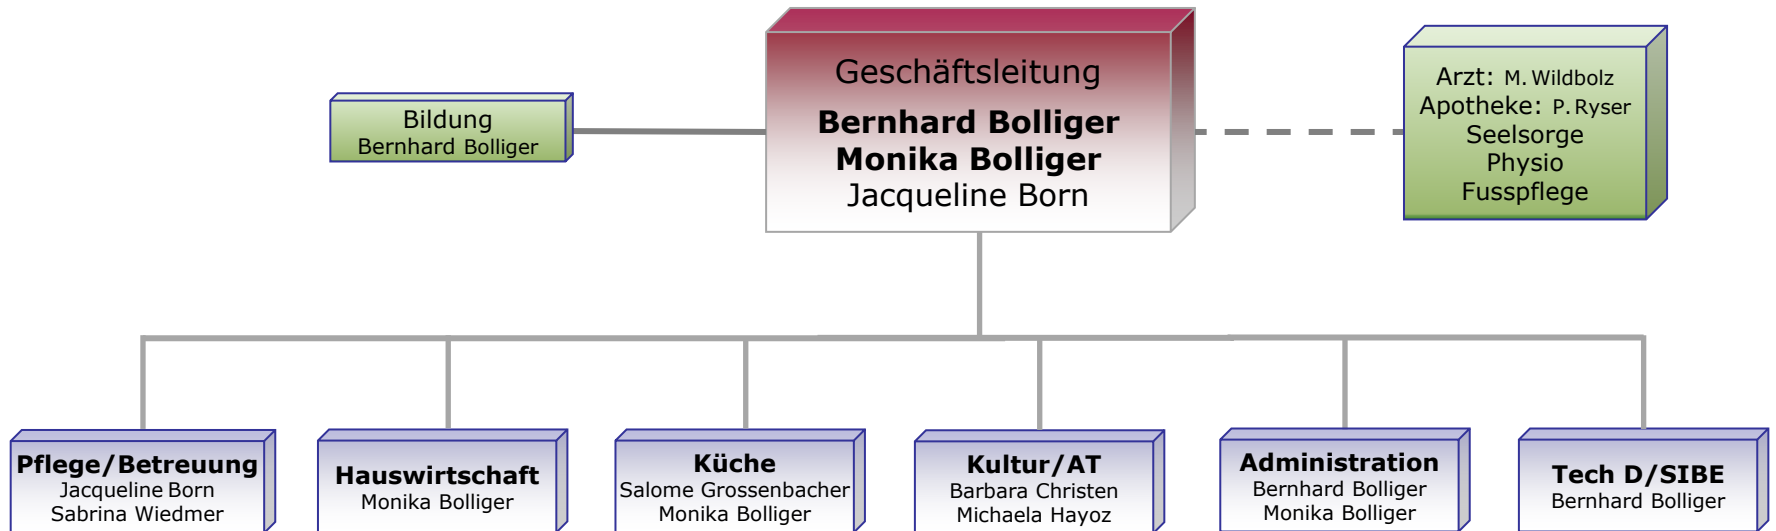 Geschäftsleitung
Bernhard Bolliger
Monika Bolliger
Jacqueline Born
Bildung
Bernhard Bolliger
Arzt: M. Wildbolz
Apotheke: P. Ryser
Seelsorge
Physio
Fusspflege
Pflege/Betreuung
Jacqueline Born
Sabrina Wiedmer
Hauswirtschaft
Monika Bolliger
Küche
Salome Grossenbacher
Monika Bolliger
Kultur/AT
Barbara Christen
Michaela Hayoz
Administration
Bernhard Bolliger
Monika Bolliger
Tech D/SIBE
Bernhard Bolliger